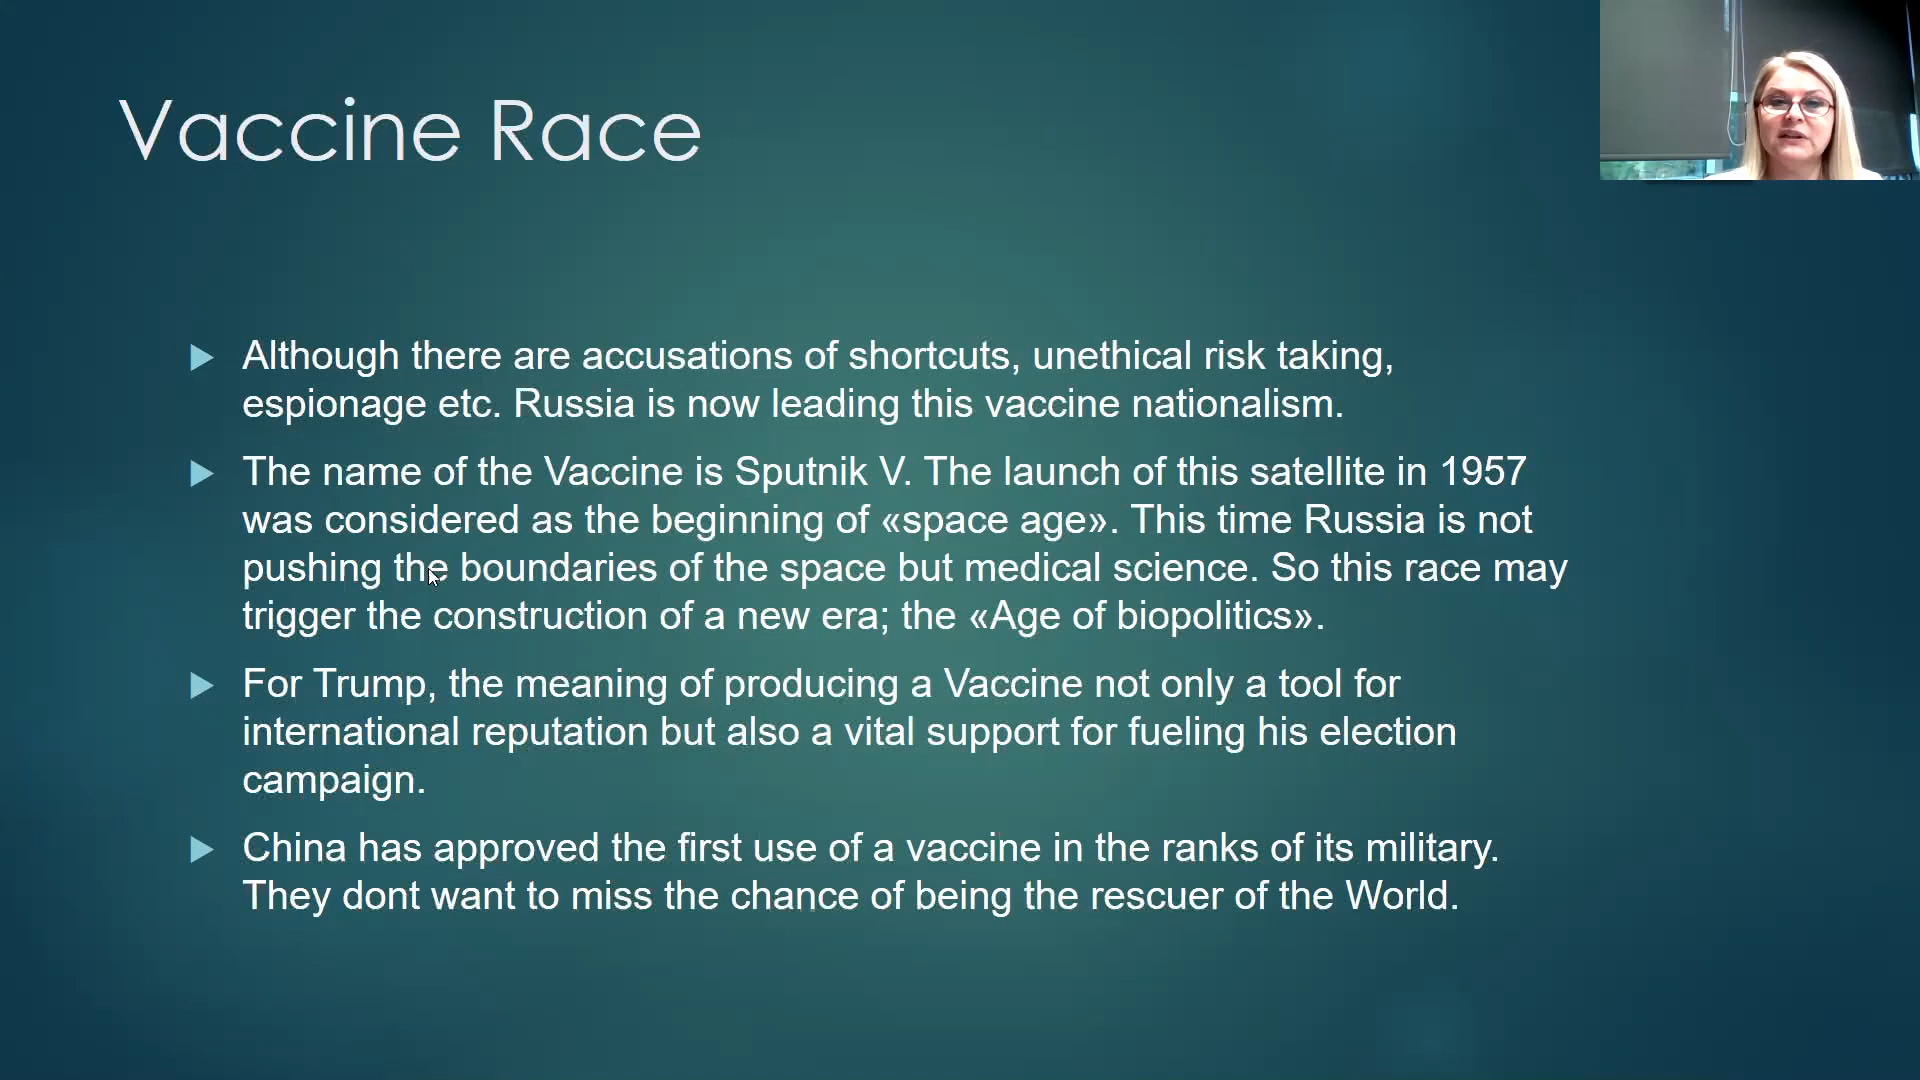 Vaccine Race
Although there are accusations of shortcuts, unethical risk taking,
espionage etc. Russia is now leading this vaccine nationalism.
The name of the Vaccine is Sputnik V. The launch of this satellite in 1957
was considered as the beginning of «space age». This time Russia is not
pushing the boundaries of the space but medical science. So this race may
trigger the construction of a new era; the «Age of biopolitics».
For Trump, the meaning of producing a Vaccine not only a tool for
international reputation but also a vital support for fueling his election
campaign.
China has approved the first use of a vaccine in the ranks of its military.
They dont want to miss the chance of being the rescuer of the World.